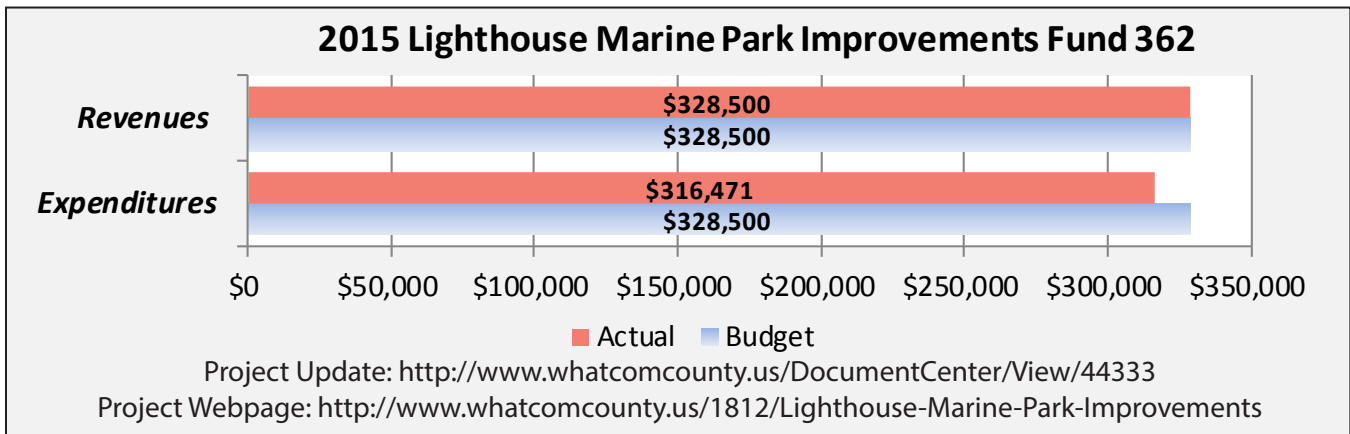 2015 Lighthouse Marine Park Improvements Fund 362
Revenues
$328,500
$328,500
Expenditures
$316,471
$328,500
$0 $50,000 $100,000 $150,000 $200,000 $250,000 $300,000 $350,000
Actual Budget
Project Update: http://www.whatcomcounty.us/DocumentCenter/View/44333
Project Webpage: http://www.whatcomcounty.us/1812/Lighthouse-Marine-Park-Improvements